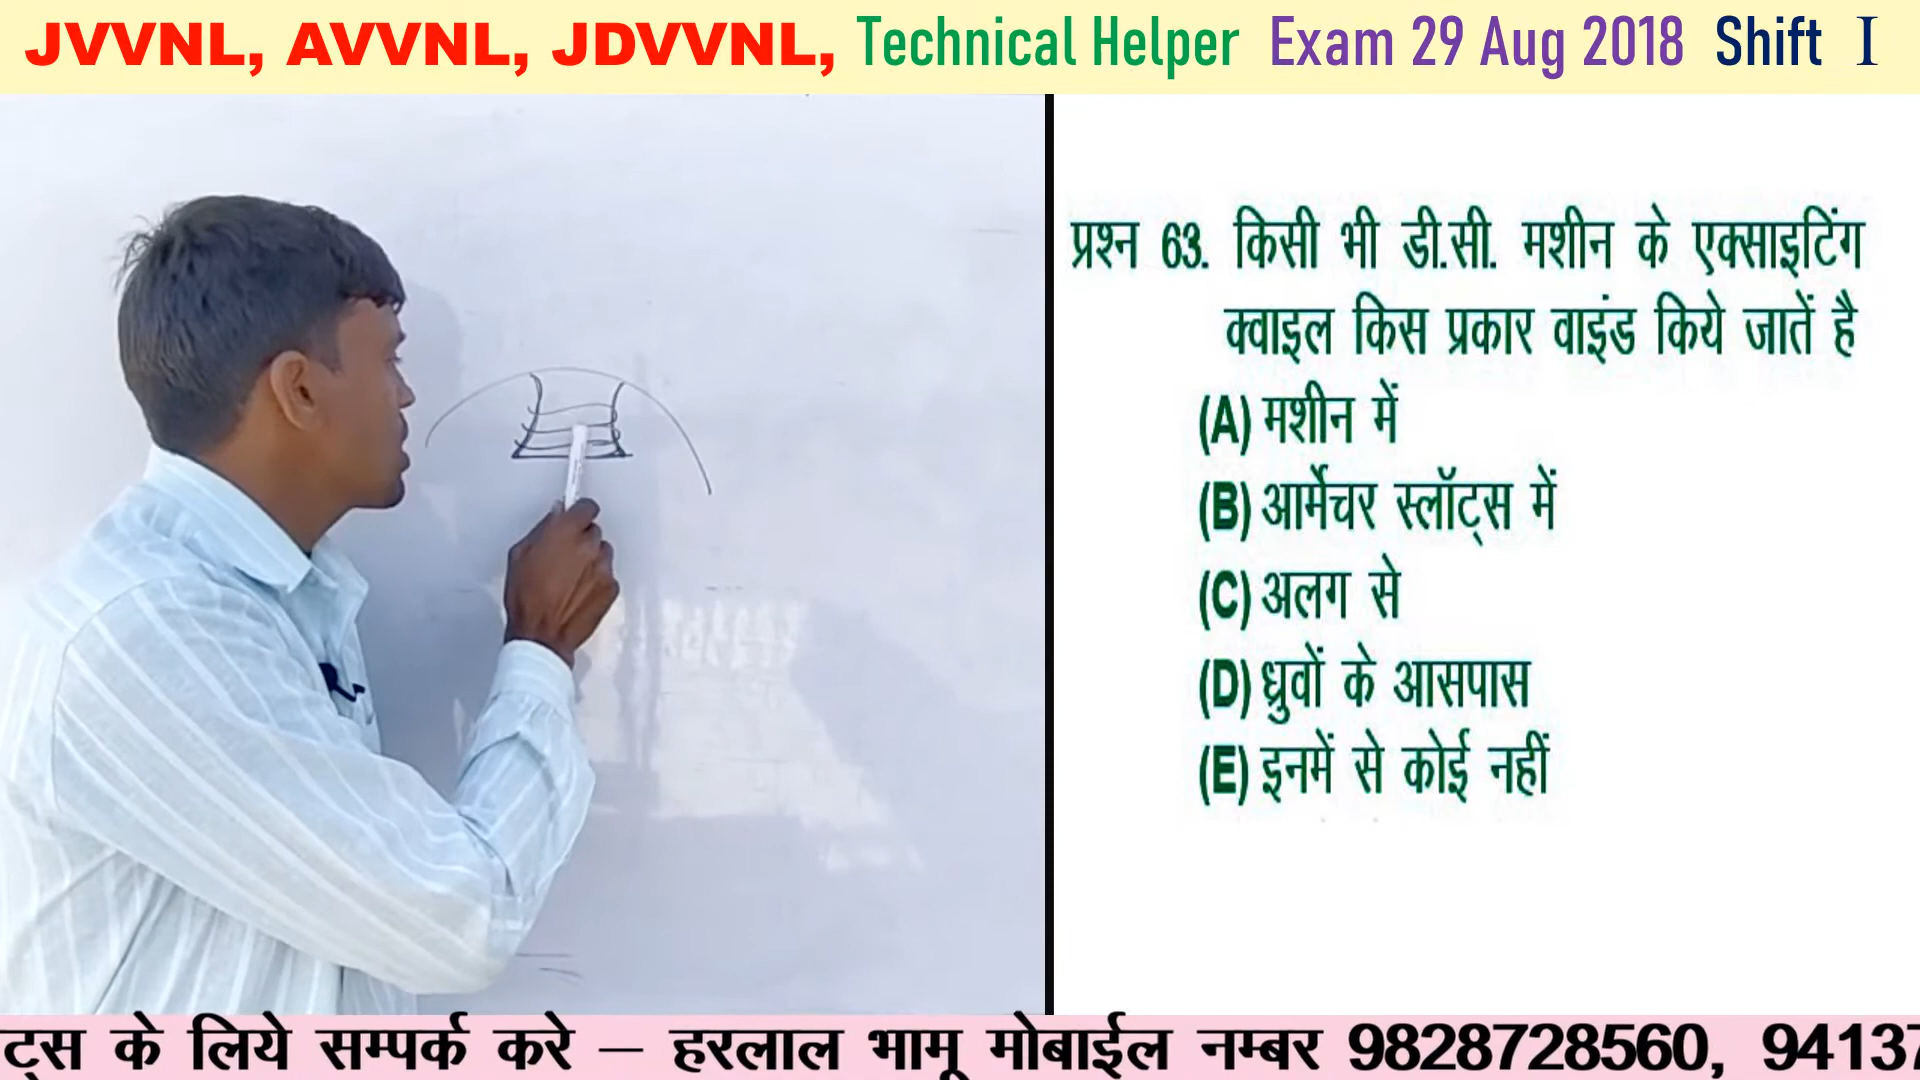 JVVNL, AVVNL, JDVVNL, Technical Helper Exam 29 Aug 2018 Shift I
प्रश्न 63. किसी भी डी.सी. मशीन के एक्साइटिंग
क्वाइल किस प्रकार वाइंड किये जातें है
(A) मशीन में
(B) आर्मेचर स्लॉट्स में
(C) अलग से
(D) ध्रुवों के आसपास
(E) इनमें से कोई नहीं
ट्स के लिये सम्पर्क करे – हरलाल भामू मोबाईल नम्बर 9828728560, 94137